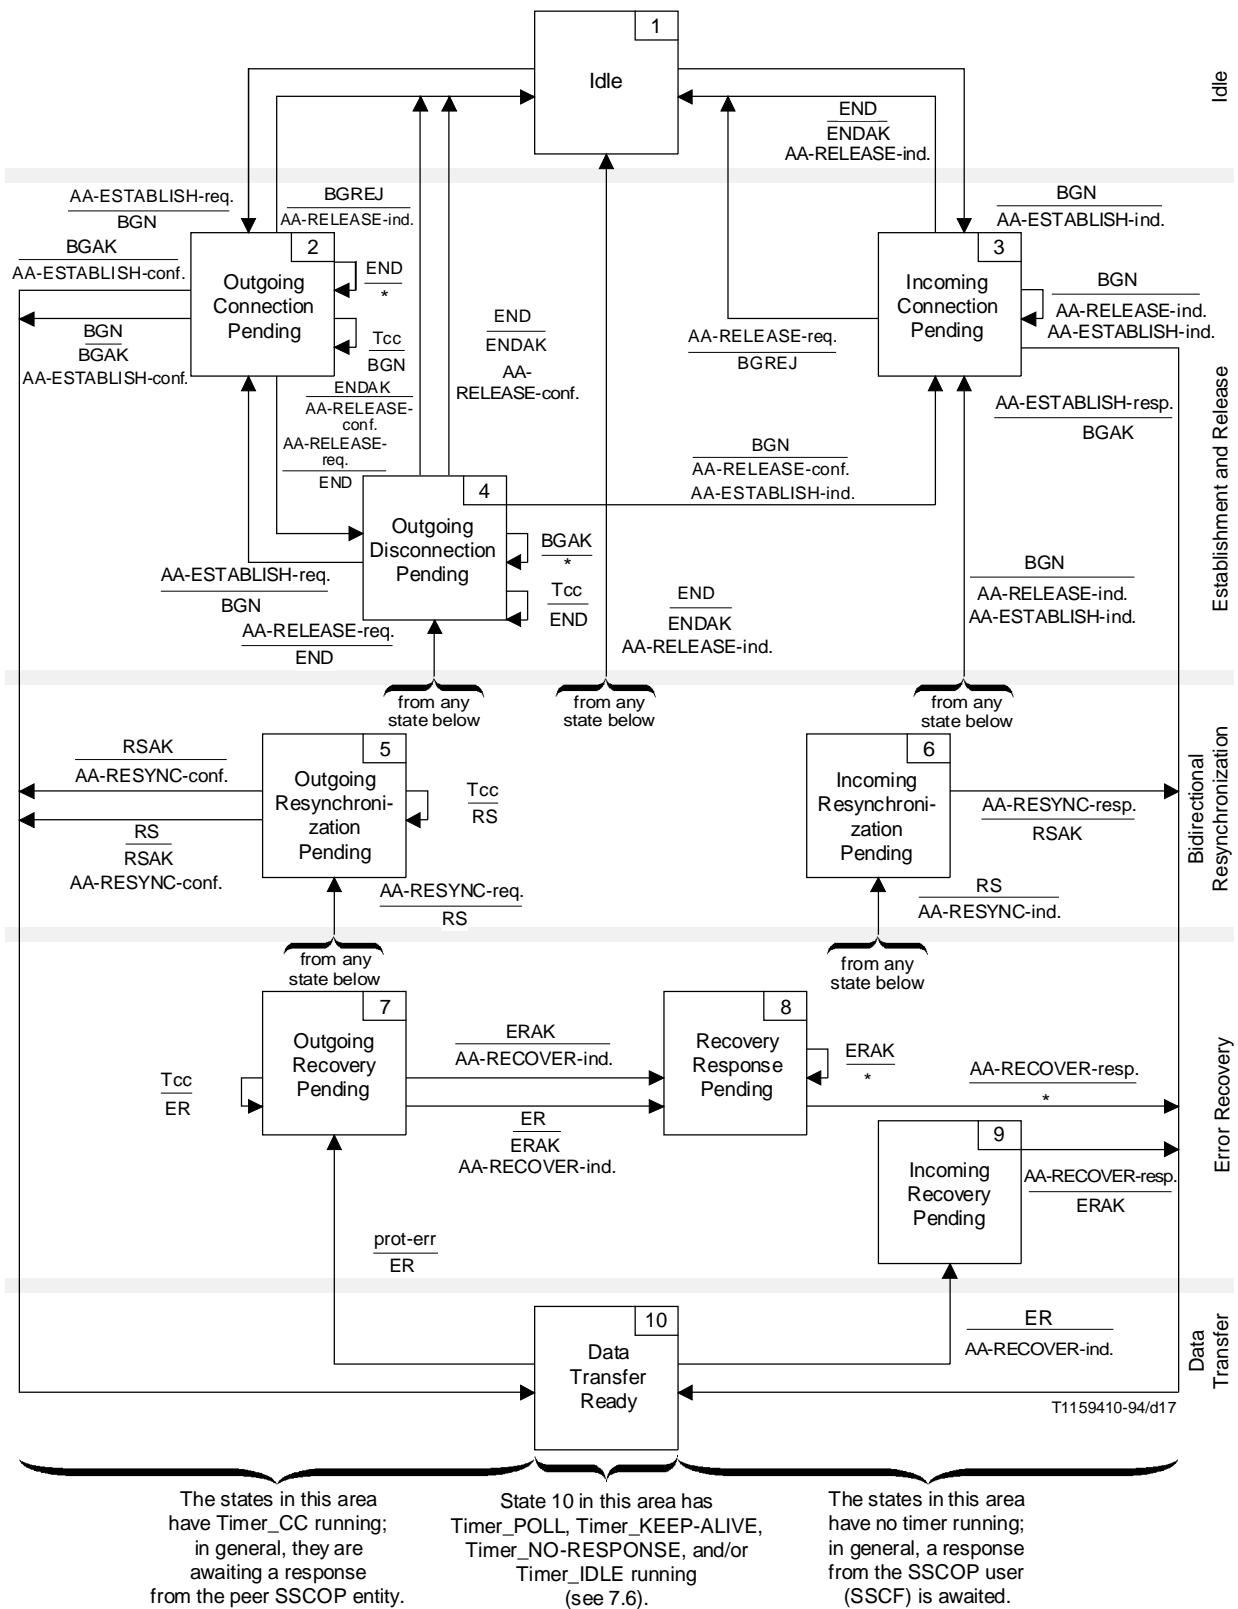 1
Idle
Idle
END
ENDAK
AA-RELEASE-ind.
AA-ESTABLISH-req.
BGN
BGREJ
AA-RELEASE-ind.
BGN
AA-ESTABLISH-ind.
BGAK
AA-ESTABLISH-conf.
2
Outgoing
Connection
Pending
END
*
Tcc
BGN
BGN
BGAK
AA-ESTABLISH-conf.
END
ENDAK
AA-
RELEASE-conf.
AA-RELEASE-req.
BGREJ
3
Incoming
Connection
Pending
BGN
AA-RELEASE-ind.
AA-ESTABLISH-ind.
ENDAK
AA-RELEASE-
conf.
AA-RELEASE-
req.
END
AA-ESTABLISH-resp.
BGAK
BGN
AA-RELEASE-conf.
AA-ESTABLISH-ind.
4
Outgoing
Disconnection
Pending
BGAK
*
Tcc
END
AA-ESTABLISH-req.
BGN
AA-RELEASE-req.
END
END
ENDAK
AA-RELEASE-ind.
BGN
AA-RELEASE-ind.
AA-ESTABLISH-ind.
Establishment and Release
from any
state below
from any
state below
from any
state below
RSAK
AA-RESYNC-conf.
RS
RSAK
AA-RESYNC-conf.
5
Outgoing
Resynchroni-
zation
Pending
Tcc
RS
6
Incoming
Resynchroni-
zation
Pending
AA-RESYNC-resp.
RSAK
AA-RESYNC-req.
RS
RS
AA-RESYNC-ind.
Bidirectional
Resynchronization
from any
state below
from any
state below
7
Outgoing
Recovery
Pending
Tcc
ER
ERAK
AA-RECOVER-ind.
ER
ERAK
AA-RECOVER-ind.
8
Recovery
Response
Pending
ERAK
*
AA-RECOVER-resp.
*
9
Incoming
Recovery
Pending
AA-RECOVER-resp.
ERAK
Error Recovery
prot-err
ER
10
Data
Transfer
Ready
ER
AA-RECOVER-ind.
Data
Transfer
T1159410-94/d17
The states in this area
have Timer_CC running;
in general, they are
awaiting a response
from the peer SSCOP entity.
State 10 in this area has
Timer_POLL, Timer_KEEP-ALIVE,
Timer_NO-RESPONSE, and/or
Timer_IDLE running
(see 7.6).
The states in this area
have no timer running;
in general, a response
from the SSCOP user
(SSCF) is awaited.